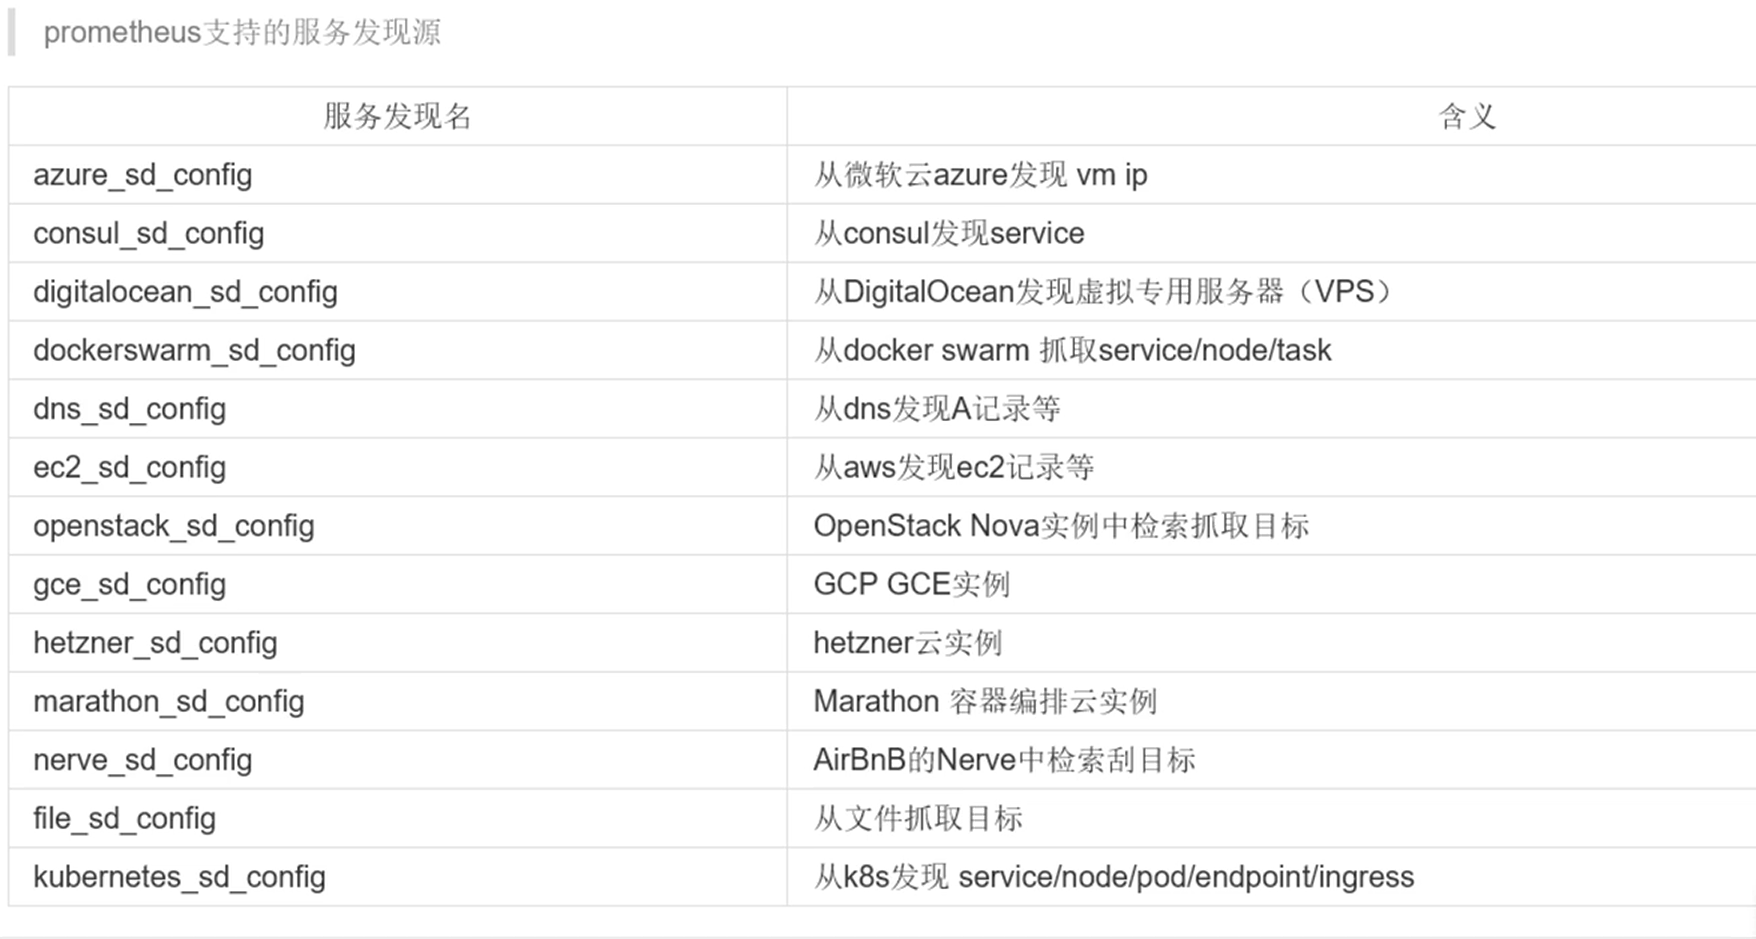 prometheus支持的服务发现源
服务发现名 含义
azure_sd_config 从微软云azure发现 vm ip
consul_sd_config 从consul发现service
digitalocean_sd_config 从DigitalOcean发现虚拟专用服务器（VPS）
dockerswarm_sd_config 从docker swarm 抓取service/node/task
dns_sd_config 从dns发现A记录等
ec2_sd_config 从aws发现ec2记录等
openstack_sd_config OpenStack Nova实例中检索抓取目标
gce_sd_config GCP GCE实例
hetzner_sd_config hetzner云实例
marathon_sd_config Marathon 容器编排云实例
nerve_sd_config AirBnB的Nerve中检索刮目标
file_sd_config 从文件抓取目标
kubernetes_sd_config 从k8s发现 service/node/pod/endpoint/ingress